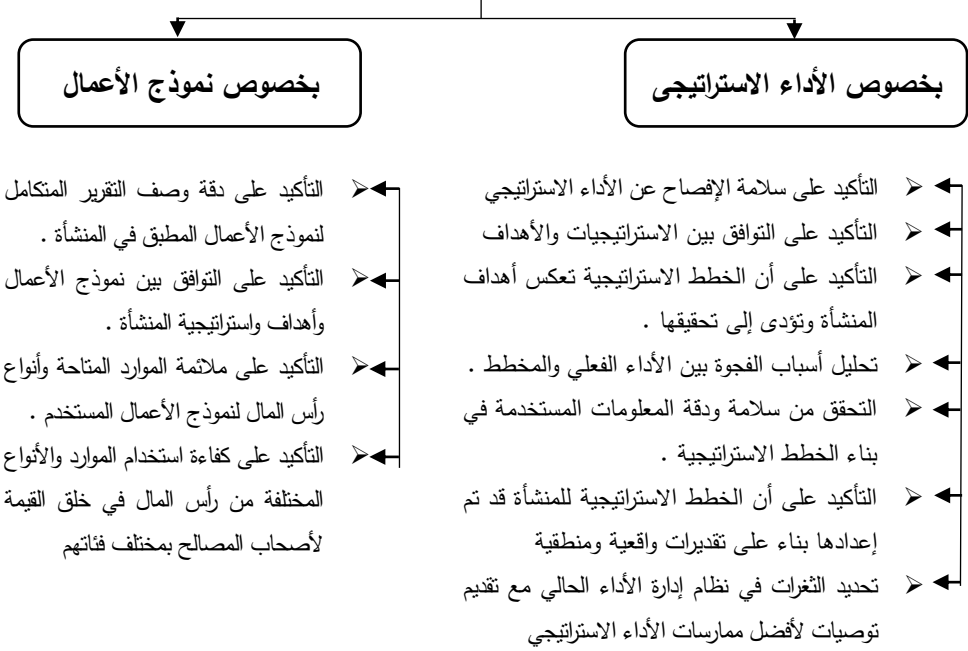 بخصوص الأداء الاستراتيجى
التأكيد على سلامة الإفصاح عن الأداء الاستراتيجي
التأكيد على التوافق بين الاستراتيجيات والأهداف
التأكيد على أن الخطط الاستراتيجية تعكس أهداف
المنشأة وتؤدى إلى تحقيقها .
تحليل أسباب الفجوة بين الأداء الفعلي والمخطط .
التحقق من سلامة ودقة المعلومات المستخدمة في
بناء الخطط الاستراتيجية .
التأكيد على أن الخطط الاستراتيجية للمنشأة قد تم
إعدادها بناء على تقديرات واقعية ومنطقية
تحديد الثغرات في نظام إدارة الأداء الحالي مع تقديم
توصيات لأفضل ممارسات الأداء الاستراتيجي
بخصوص نموذج الأعمال
التأكيد على دقة وصف التقرير المتكامل
لنموذج الأعمال المطبق في المنشأة .
التأكيد على التوافق بين نموذج الأعمال
وأهداف واستراتيجية المنشأة .
التأكيد على ملائمة الموارد المتاحة وأنواع
رأس المال لنموذج الأعمال المستخدم .
التأكيد على كفاءة استخدام الموارد والأنواع
المختلفة من رأس المال في خلق القيمة
لأصحاب المصالح بمختلف فئاتهم